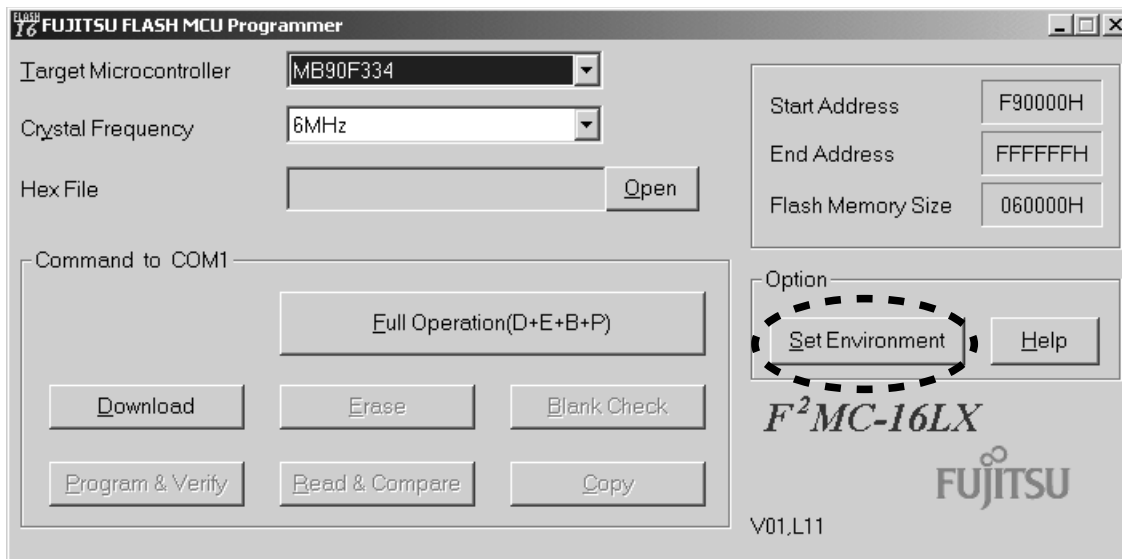 FLASH
16 FUJITSU FLASH MCU Programmer
Target Microcontroller
MB90F334
Crystal Frequency
6MHz
Hex File
Open
Start Address
F90000H
End Address
FFFFFFH
Flash Memory Size
060000H
Command to COM1
Full Operation(D+E+B+P)
Download
Erase
Blank Check
Program & Verify
Read & Compare
Copy
Option
Set Environment
Help
F²MC-16LX
FUJITSU
V01,L11